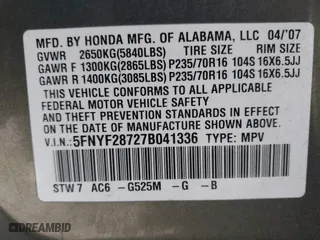 MFD. BY HONDA MFG. OF ALABAMA, LLC 04/'07
GVWR 2650KG(5840LBS) TIRE SIZE RIM SIZE
GAWR F 1300KG(2865LBS) P235/70R16 104S 16X6.5JJ
GAWR R 1400KG(3085LBS) P235/70R16 104S 16X6.5JJ
THIS VEHICLE CONFORMS TO ALL APPLICABLE
FEDERAL MOTOR VEHICLE SAFETY STANDARDS IN
EFFECT ON THE DATE OF MANUFACTURE SHOWN ABOVE.
V.I.N.: 5FNYF28727B041336 TYPE: MPV
STW7 AC6 -G525M -G -B
DREAMBID